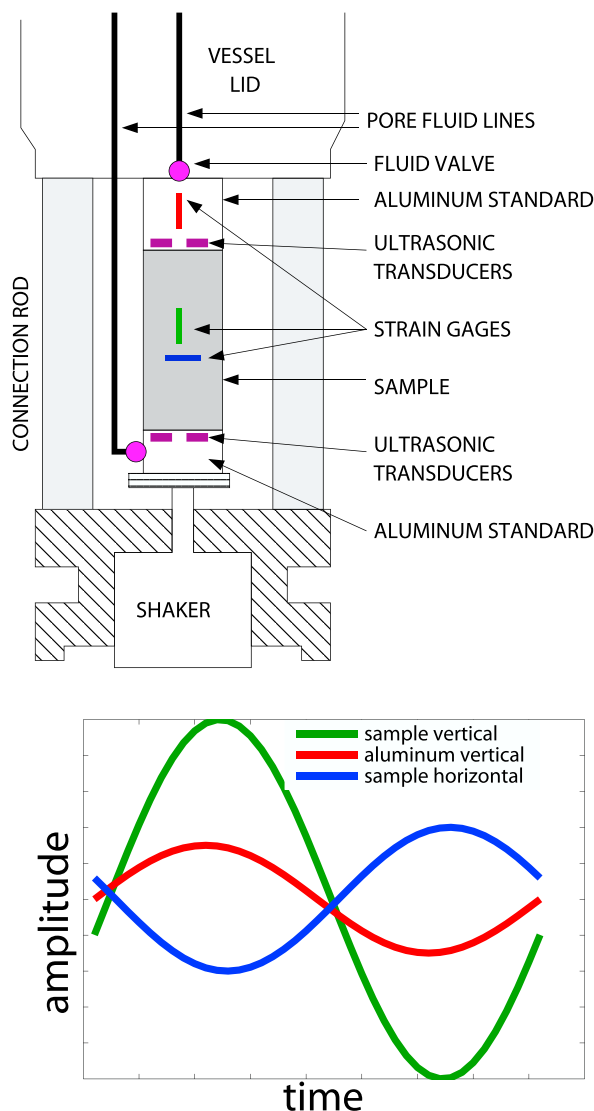 VESSEL
LID
PORE FLUID LINES
FLUID VALVE
ALUMINUM STANDARD
ULTRASONIC
TRANSDUCERS
CONNECTION ROD
STRAIN GAGES
SAMPLE
ULTRASONIC
TRANSDUCERS
ALUMINUM STANDARD
SHAKER
sample vertical
aluminum vertical
sample horizontal
amplitude
time